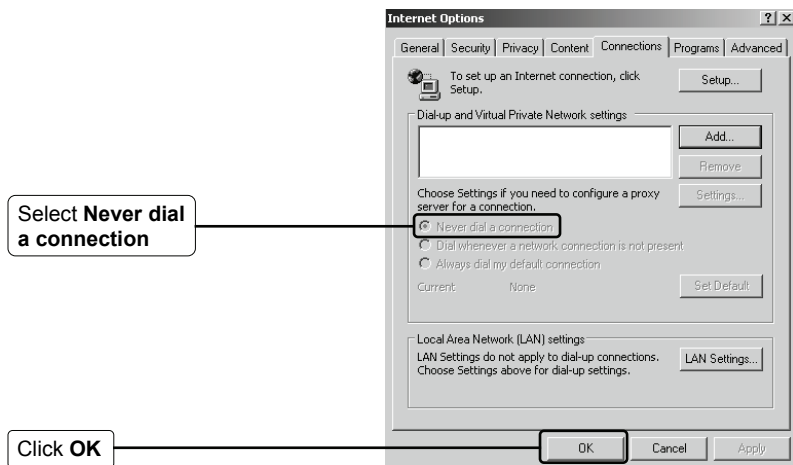 Internet Options
General Security Privacy Content Connections Programs Advanced
To set up an Internet connection, click
Setup.
Setup...
Dial-up and Virtual Private Network settings
Add...
Remove
Choose Settings if you need to configure a proxy
server for a connection.
Settings...
Select Never dial
a connection
Never dial a connection
Dial whenever a network connection is not present
Always dial my default connection
Current None
Set Default
Local Area Network (LAN) settings
LAN Settings do not apply to dial-up connections.
Choose Settings above for dial-up settings.
LAN Settings...
Click OK
OK Cancel Apply